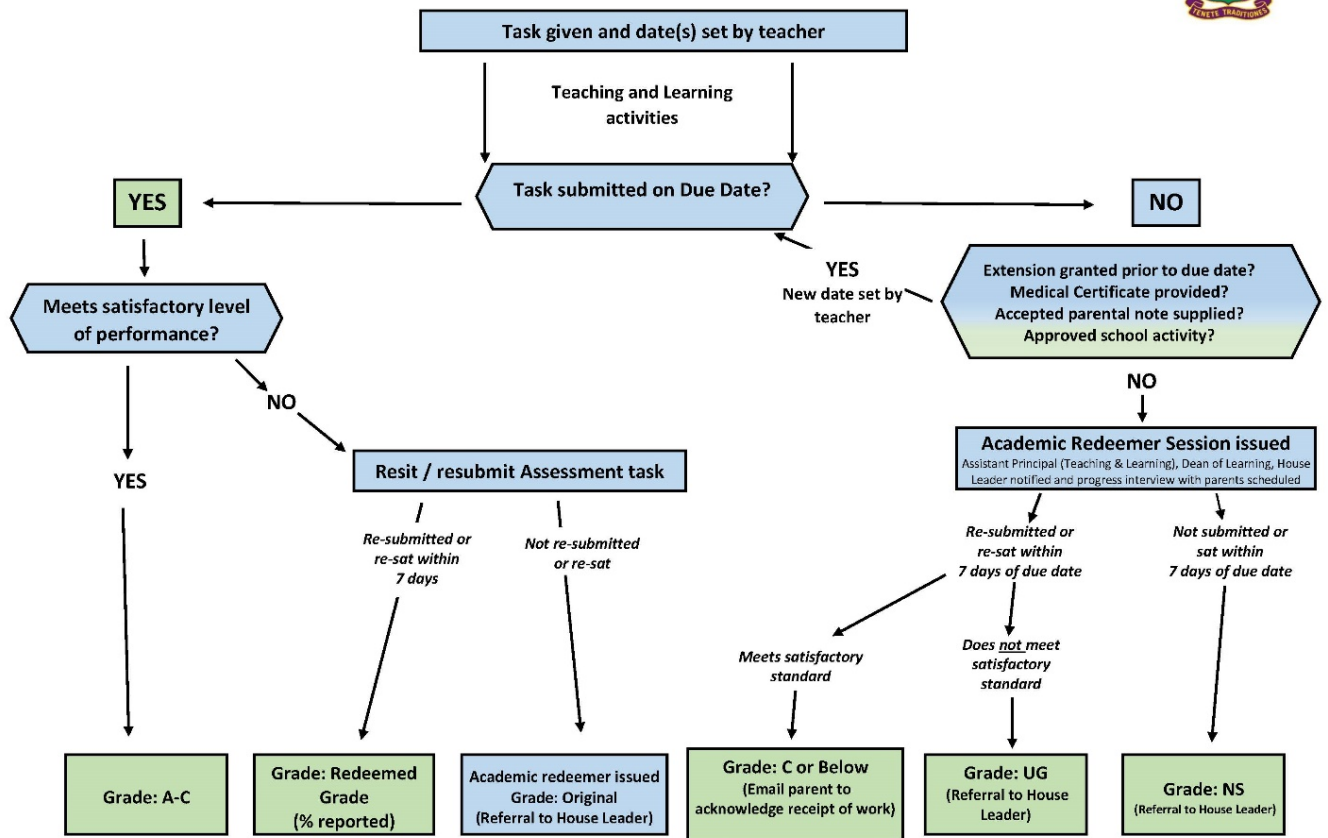 TENETE TRADITIONES
Task given and date(s) set by teacher
Teaching and Learning
activities
Task submitted on Due Date?
YES
NO
YES
New date set by
teacher
Extension granted prior to due date?
Medical Certificate provided?
Accepted parental note supplied?
Approved school activity?
Meets satisfactory level
of performance?
NO
NO
YES
Resit / resubmit Assessment task
Academic Redeemer Session issued
Assistant Principal (Teaching & Learning), Dean of Learning, House
Leader notified and progress interview with parents scheduled
Re-submitted or
re-sat within
7 days
Not re-submitted
or re-sat
Re-submitted or
re-sat within
7 days of due date
Not submitted or
sat within
7 days of due date
Meets satisfactory
standard
Does not meet
satisfactory
standard
Grade: A-C
Grade: Redeemed
Grade
(% reported)
Academic redeemer issued
Grade: Original
(Referral to House Leader)
Grade: C or Below
(Email parent to
acknowledge receipt of work)
Grade: UG
(Referral to House
Leader)
Grade: NS
(Referral to House Leader)